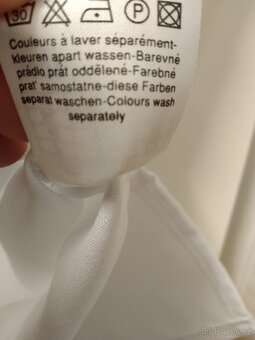 30 P
Couleurs à laver séparément-
kleuren apart wassen-Barevné
prádlo prát oddělené-Farebné
prat' samostatne-diese Farben
separat waschen-Colours wash
separately